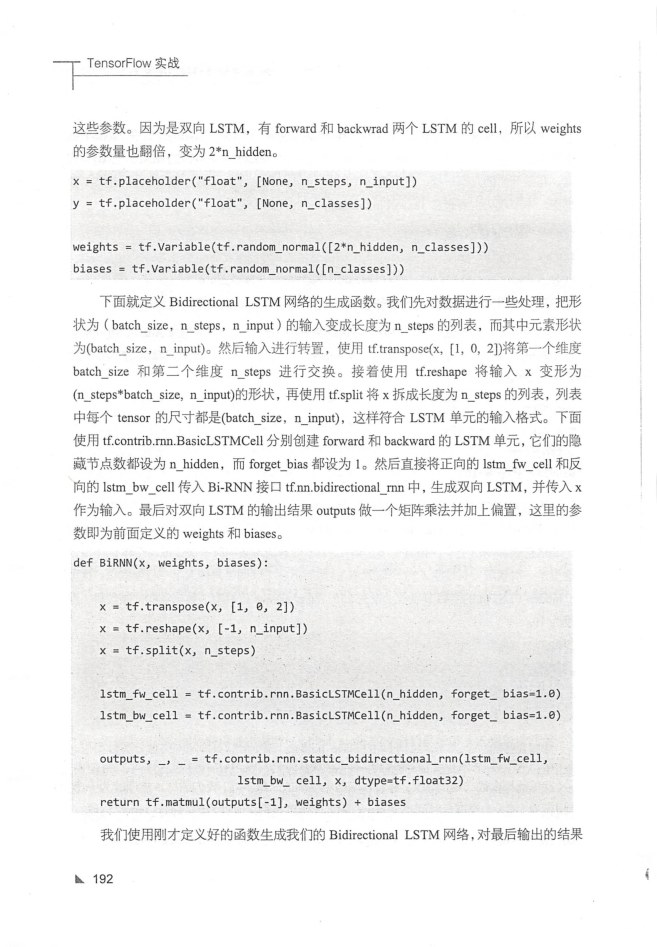 TensorFlow 实战
这些参数。因为是双向 LSTM，有 forward 和 backwrad 两个 LSTM 的 cell，所以 weights
的参数量也翻倍，变为 2*n_hidden。
x = tf.placeholder("float", [None, n_steps, n_input])
y = tf.placeholder("float", [None, n_classes])
weights = tf.Variable(tf.random_normal([2*n_hidden, n_classes]))
biases = tf.Variable(tf.random_normal([n_classes]))
下面就定义 Bidirectional LSTM 网络的生成函数。我们先对数据进行一些处理，把形
状为（batch_size，n_steps，n_input）的输入变成长度为 n_steps 的列表，而其中元素形状
为(batch_size，n_input)。然后输入进行转置，使用 tf.transpose(x, [1, 0, 2])将第一个维度
batch_size 和第二个维度 n_steps 进行交换。接着使用 tf.reshape 将输入 x 变形为
(n_steps*batch_size, n_input)的形状，再使用 tf.split 将 x 拆成长度为 n_steps 的列表，列表
中每个 tensor 的尺寸都是(batch_size，n_input)，这样符合 LSTM 单元的输入格式。下面
使用 tf.contrib.rnn.BasicLSTMCell 分别创建 forward 和 backward 的 LSTM 单元，它们的隐
藏节点数都设为 n_hidden，而 forget_bias 都设为 1。然后直接将正向的 lstm_fw_cell 和反
向的 lstm_bw_cell 传入 Bi-RNN 接口 tf.nn.bidirectional_rnn 中，生成双向 LSTM，并传入 x
作为输入。最后对双向 LSTM 的输出结果 outputs 做一个矩阵乘法并加上偏置，这里的参
数即为前面定义的 weights 和 biases。
def BiRNN(x, weights, biases):
x = tf.transpose(x, [1, 0, 2])
x = tf.reshape(x, [-1, n_input])
x = tf.split(x, n_steps)
lstm_fw_cell = tf.contrib.rnn.BasicLSTMCell(n_hidden, forget_ bias=1.0)
lstm_bw_cell = tf.contrib.rnn.BasicLSTMCell(n_hidden, forget_ bias=1.0)
outputs, _, _ = tf.contrib.rnn.static_bidirectional_rnn(lstm_fw_cell,
lstm_bw_ cell, x, dtype=tf.float32)
return tf.matmul(outputs[-1], weights) + biases
我们使用刚才定义好的函数生成我们的 Bidirectional LSTM 网络，对最后输出的结果
192